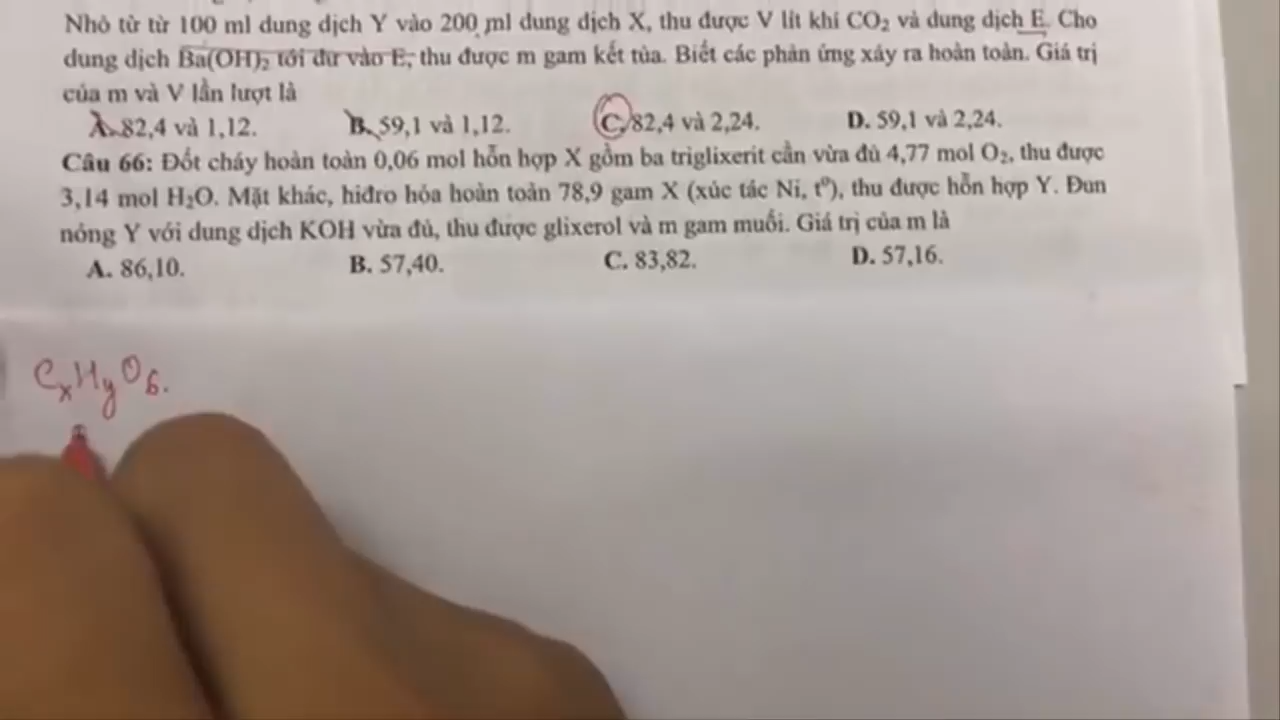 Nhỏ từ từ 100 ml dung dịch Y vào 200 ml dung dịch X, thu được V lít khí CO₂ và dung dịch E. Cho
dung dịch Ba(OH)₂ tới dư vào E, thu được m gam kết tủa. Biết các phản ứng xảy ra hoàn toàn. Giá trị
của m và V lần lượt là
A. 82,4 và 1,12. B. 59,1 và 1,12. C. 82,4 và 2,24. D. 59,1 và 2,24.
Câu 66: Đốt cháy hoàn toàn 0,06 mol hỗn hợp X gồm ba triglixerit cần vừa đủ 4,77 mol O₂, thu được
3,14 mol H₂O. Mặt khác, hiđro hóa hoàn toàn 78,9 gam X (xúc tác Ni, t⁰), thu được hỗn hợp Y. Đun
nóng Y với dung dịch KOH vừa đủ, thu được glixerol và m gam muối. Giá trị của m là
A. 86,10. B. 57,40. C. 83,82. D. 57,16.
CₓHᵧO₆.